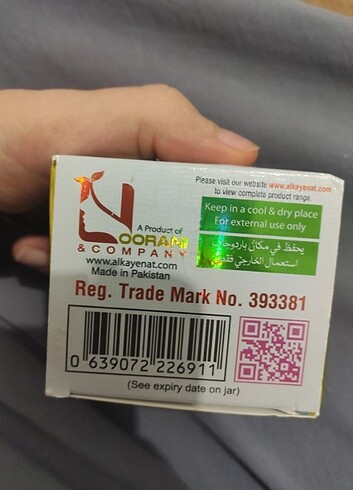 Please visit our website www.alkayenat.com
to view complete product range.
Keep in a cool & dry place
For external use only
يحفظ في مكان باردوجاف
استعمال الخارجي فقط
A Product of
NOORANI
& COMPANY
www.alkayenat.com
Made in Pakistan
Reg. Trade Mark No. 393381
0 639072 226911
(See expiry date on jar)